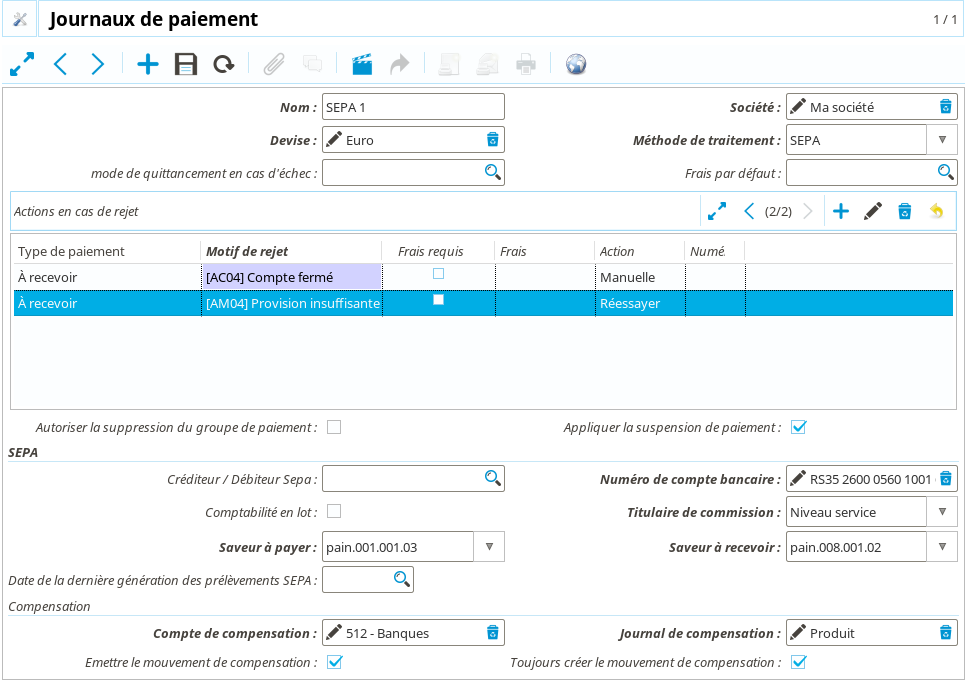 Journaux de paiement
1 / 1
Nom : SEPA 1 Société : Ma société
Devise : Euro Méthode de traitement : SEPA
mode de quittancement en cas d'échec : Frais par défaut :
Actions en cas de rejet (2/2)
Type de paiement Motif de rejet Frais requis Frais Action Numé
À recevoir [AC04] Compte fermé Manuelle
À recevoir [AM04] Provision insuffisante Réessayer
Autoriser la suppression du groupe de paiement : Appliquer la suspension de paiement :
SEPA
Créditeur / Débiteur Sepa : Numéro de compte bancaire : RS35 2600 0560 1001
Comptabilité en lot : Titulaire de commission : Niveau service
Saveur à payer : pain.001.001.03 Saveur à recevoir : pain.008.001.02
Date de la dernière génération des prélèvements SEPA :
Compensation
Compte de compensation : 512 - Banques Journal de compensation : Produit
Emettre le mouvement de compensation : Toujours créer le mouvement de compensation :